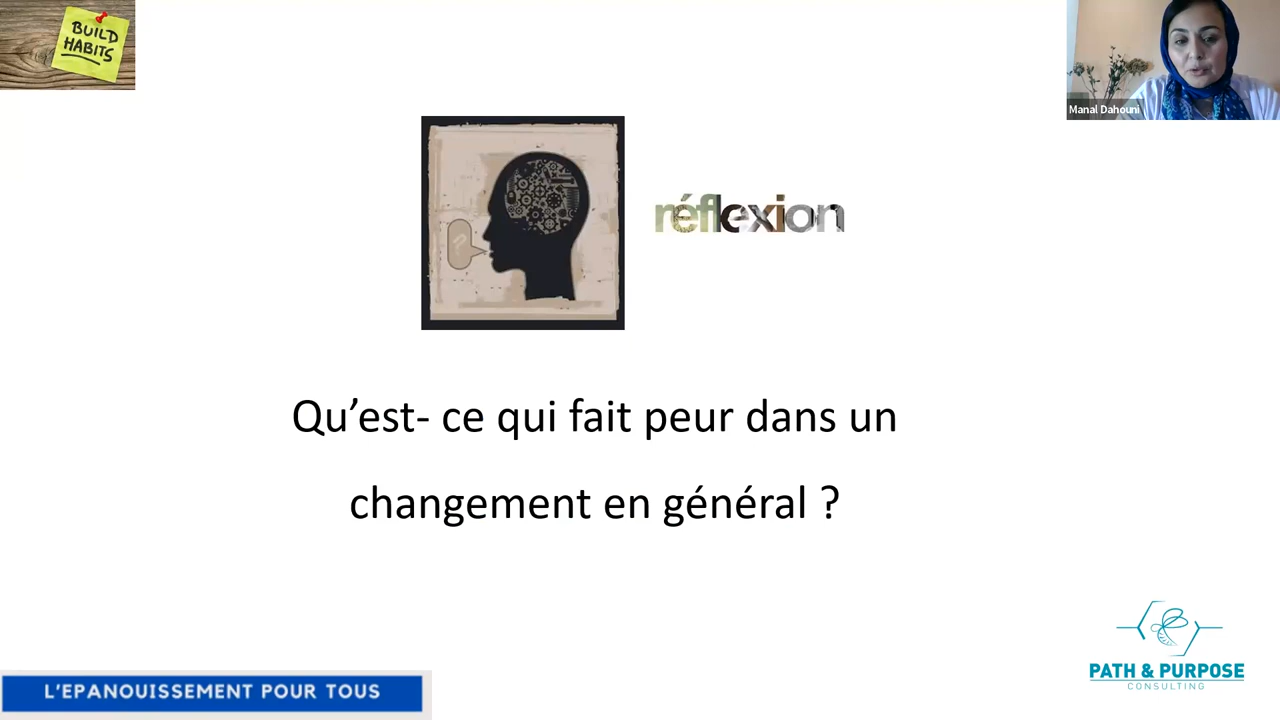 BUILD
HABITS
Manal Dahouni
réflexion
Qu’est- ce qui fait peur dans un
changement en général ?
L’EPANOUISSEMENT POUR TOUS
PATH & PURPOSE
CONSULTING